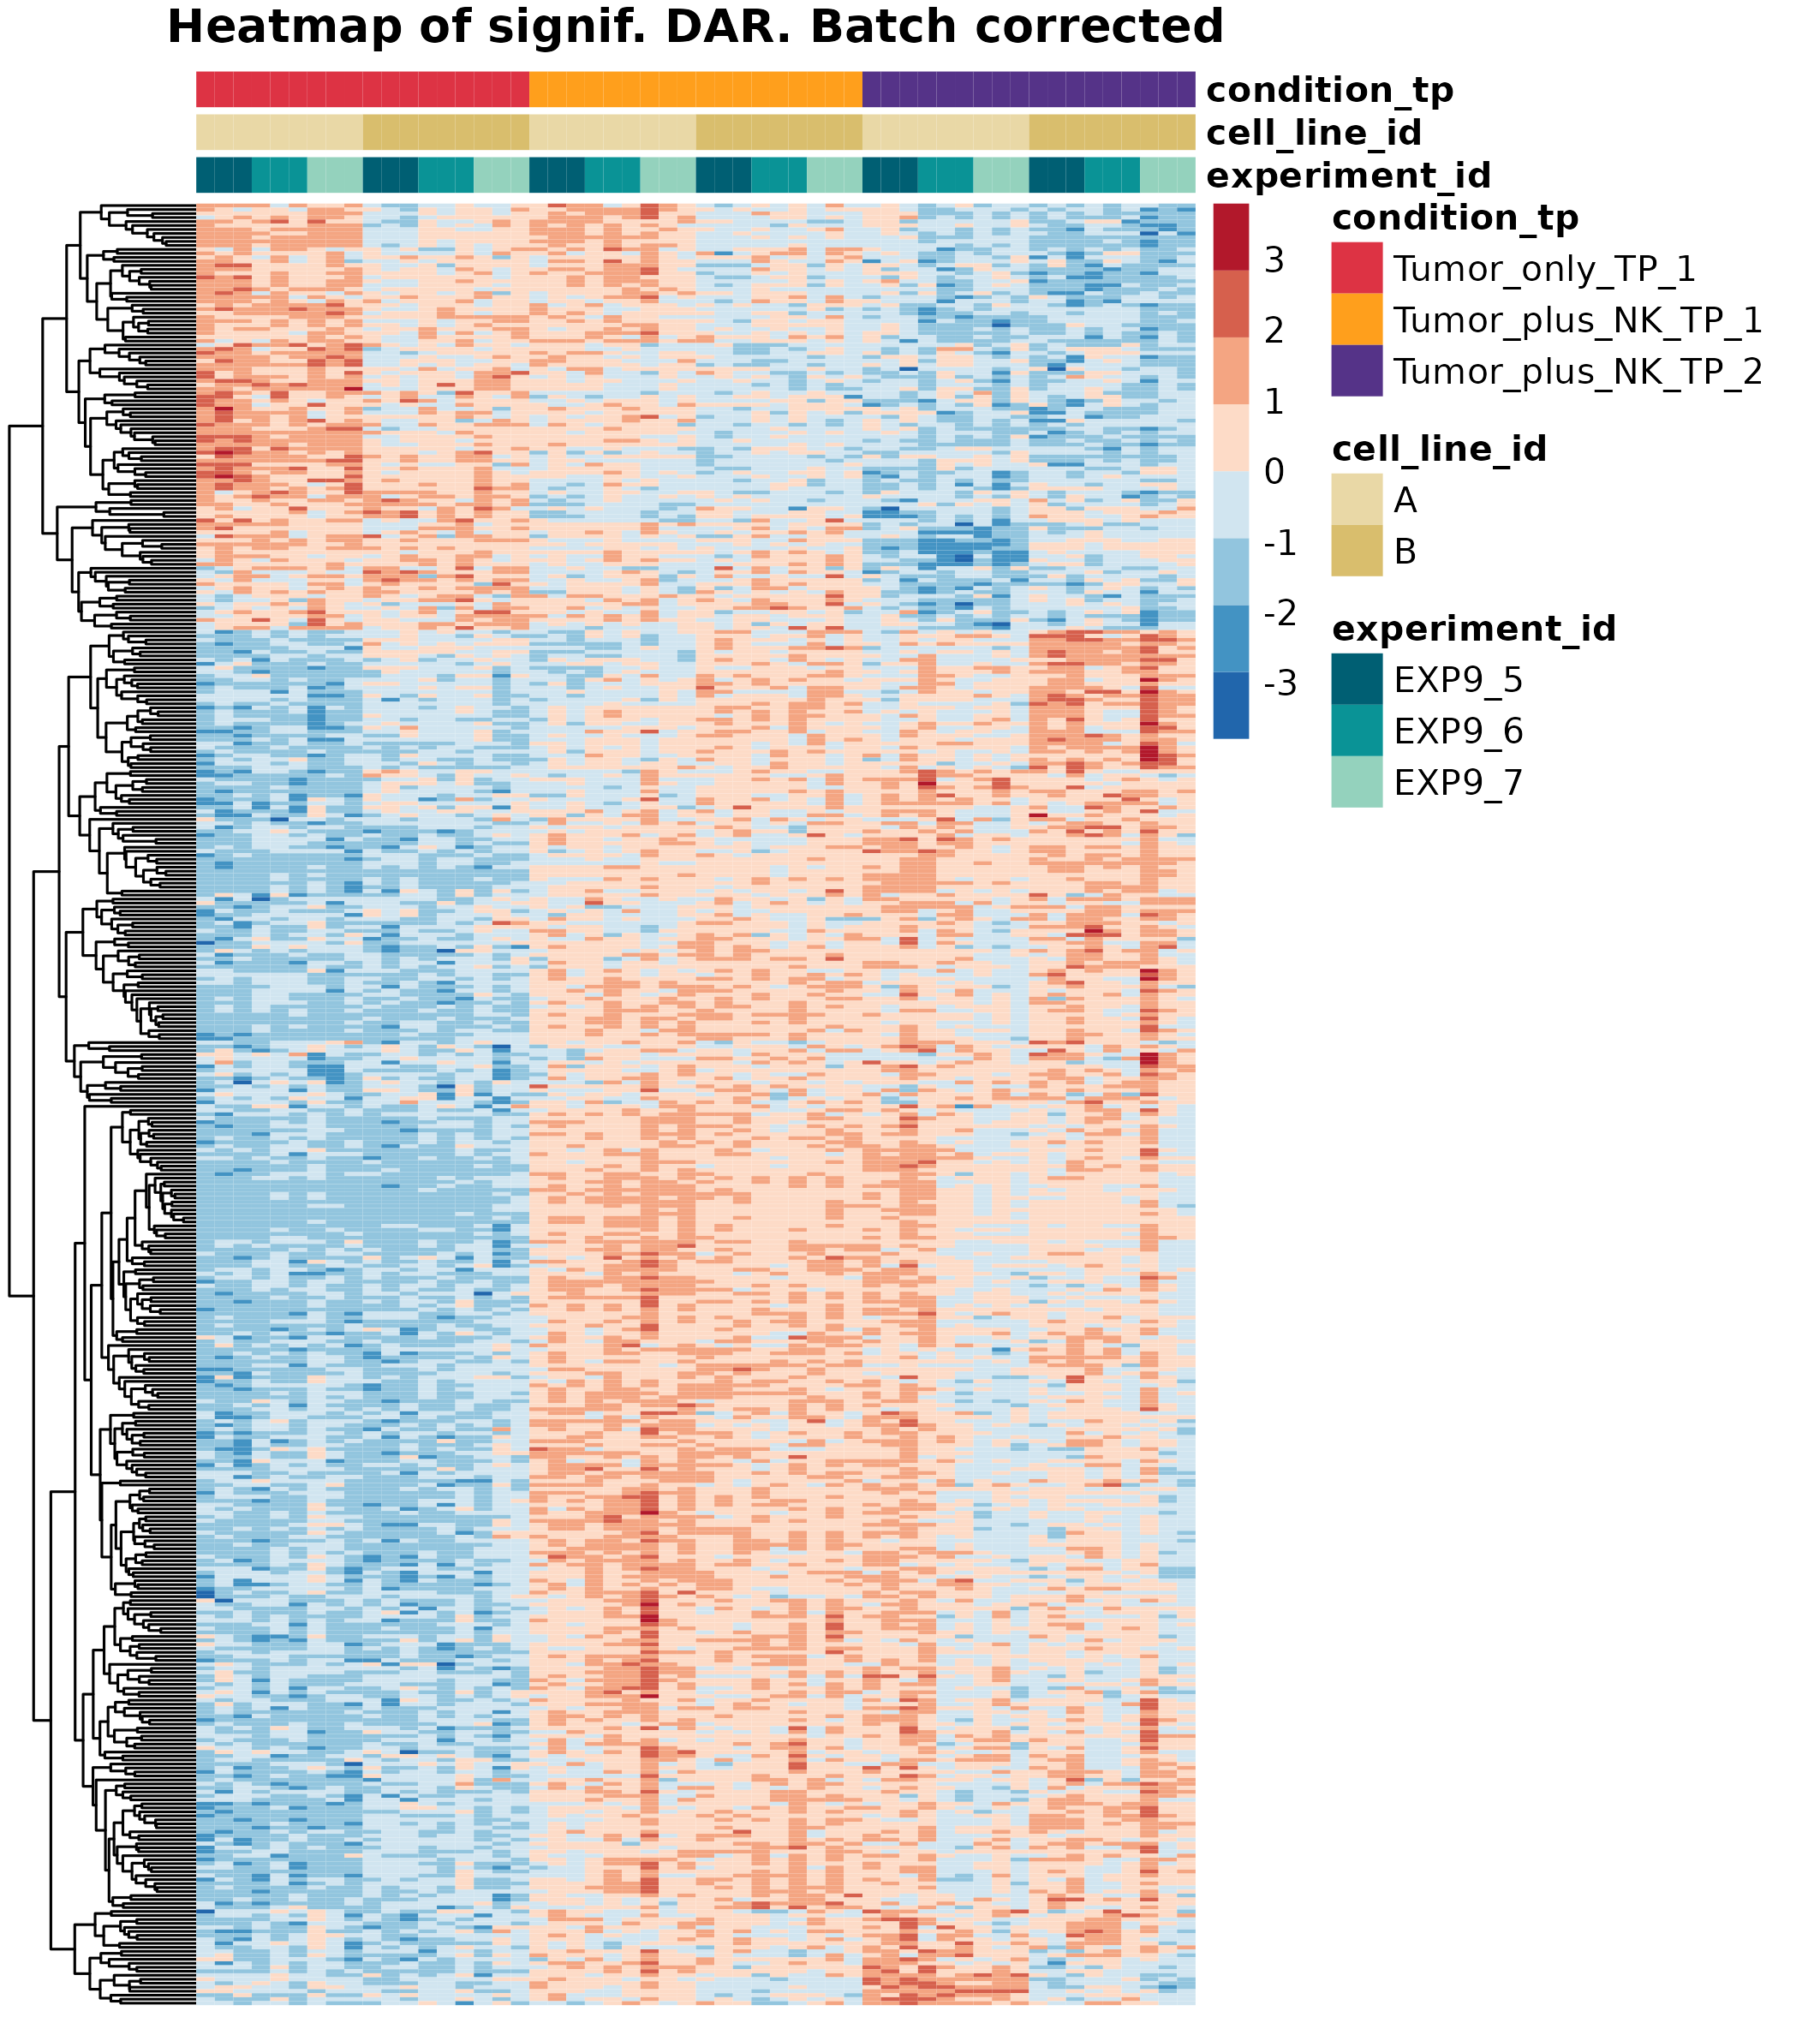 Heatmap of signif. DAR. Batch corrected
condition_tp
cell_line_id
experiment_id
3
2
1
0
-1
-2
-3
condition_tp
Tumor_only_TP_1
Tumor_plus_NK_TP_1
Tumor_plus_NK_TP_2
cell_line_id
A
B
experiment_id
EXP9_5
EXP9_6
EXP9_7